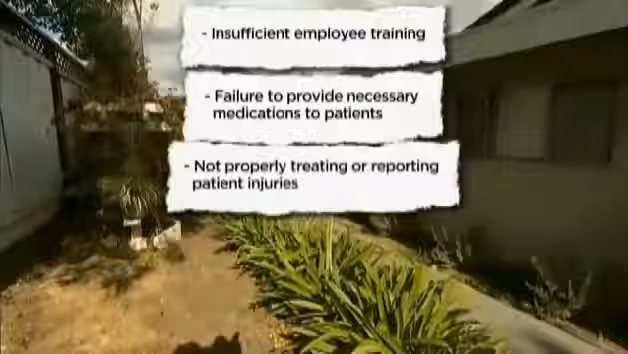 - Insufficient employee training
- Failure to provide necessary
medications to patients
- Not properly treating or reporting
patient injuries